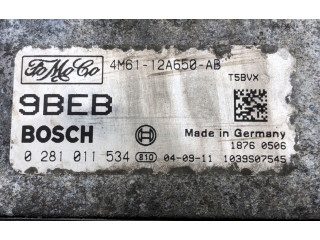 FoMoCo 4M61-12A650-AB
T5BVX
9BEB
BOSCH
Made in Germany
1876 0506
0 281 011 534 810 04-09-11 1039S07545